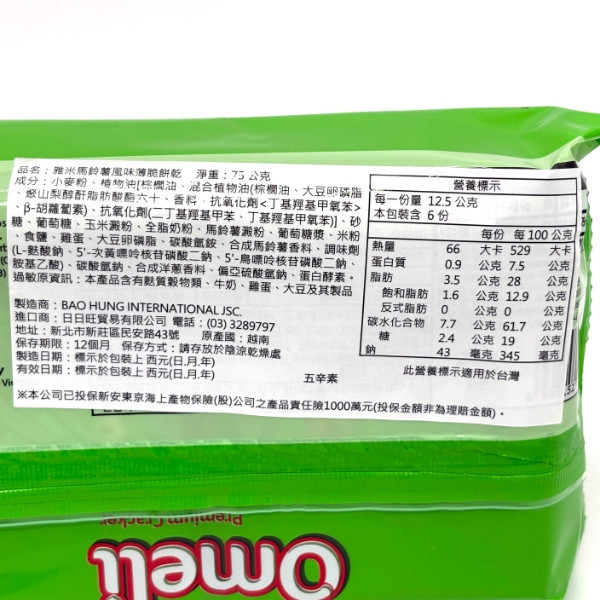 品名：雅米馬鈴薯風味薄脆餅乾 淨重：75 公克
成分：小麥粉、植物油{棕櫚油、混合植物油(棕櫚油、大豆卵磷脂
、山梨醇酐脂肪酸酯六十、香料、抗氧化劑<丁基羥基甲氧苯>
、β-胡蘿蔔素)、抗氧化劑(二丁基羥基甲苯、丁基羥基甲氧苯)}、砂
糖、葡萄糖、玉米澱粉、全脂奶粉、馬鈴薯澱粉、葡萄糖漿、米粉
、食鹽、雞蛋、大豆卵磷脂、碳酸氫銨、合成馬鈴薯香料、調味劑
(L-麩酸鈉、5'-次黃嘌呤核苷磷酸二鈉、5'-鳥嘌呤核苷磷酸二鈉、
胺基乙酸)、碳酸氫鈉、合成洋蔥香料、偏亞硫酸氫鈉、蛋白酵素。
過敏原資訊：本產品含有麩質穀物類、牛奶、雞蛋、大豆及其製品
製造商：BAO HUNG INTERNATIONAL JSC.
進口商：日日旺貿易有限公司 電話：(03) 3289797
地址：新北市新莊區民安路43號 原產國：越南
保存期限：12個月 保存方式：請存放於陰涼乾燥處
製造日期：標示於包裝上 西元(日.月.年)
有效日期：標示於包裝上 西元(日.月.年)
五辛素
※本公司已投保新安東京海上產物保險(股)公司之產品責任險1000萬元(投保金額非為理賠金額)。
營養標示
每一份量 12.5 公克
本包裝含 6 份
每份 每 100 公克
熱量 66 大卡 529 大卡
蛋白質 0.9 公克 7.5 公克
脂肪 3.5 公克 28 公克
飽和脂肪 1.6 公克 12.9 公克
反式脂肪 0 公克 0 公克
碳水化合物 7.7 公克 61.7 公克
糖 2.4 公克 19 公克
鈉 43 毫克 345 毫克
此營養標示適用於台灣
Premium Cracker
Omeli